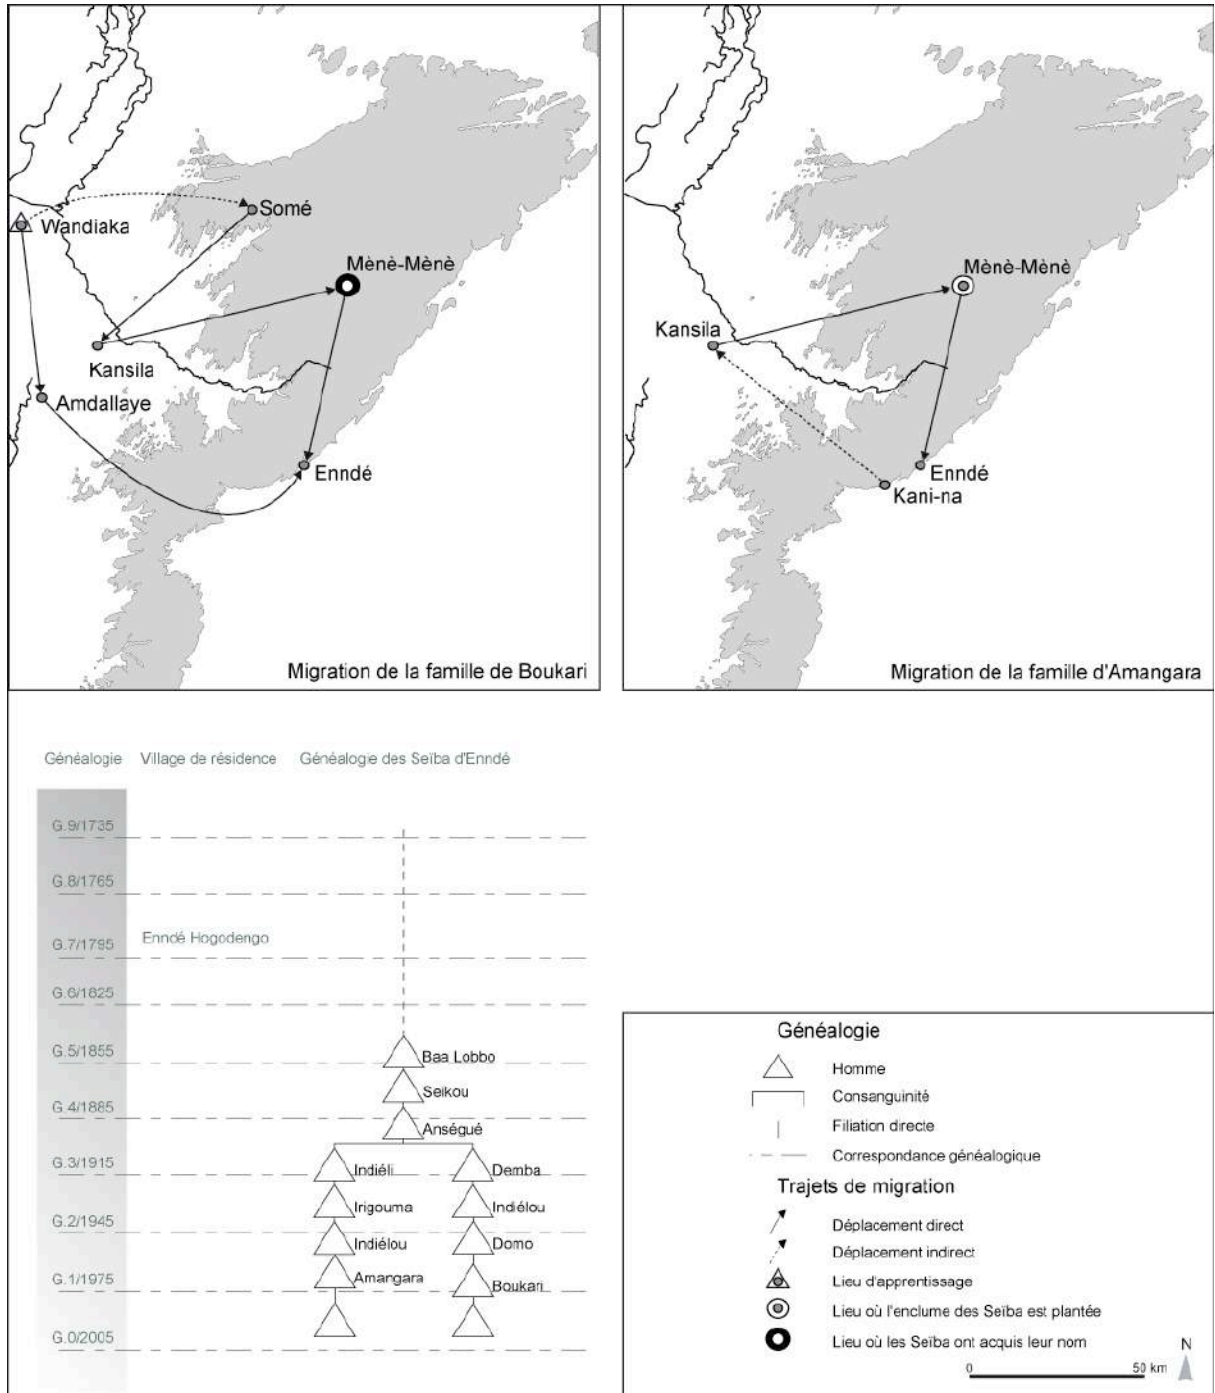 Wandiaka
Somé
Mènè-Mènè
Kansila
Amdallaye
Enndé
Migration de la famille de Boukari
Mènè-Mènè
Kansila
Enndé
Kani-na
Migration de la famille d'Amangara
Généalogie Village de résidence Généalogie des Seïba d'Enndé
G.9/1735
G.8/1765
G.7/1795 Enndé Hogodengo
G.6/1825
G.5/1855 Baa Lobbo
Seikou
G.4/1885 Anségué
G.3/1915 Indiéli Demba
Irigouma Indiélou
G.2/1945 Indiélou Domo
G.1/1975 Amangara Boukari
G.0/2005
Généalogie
Homme
Consanguinité
Filiation directe
Correspondance généalogique
Trajets de migration
Déplacement direct
Déplacement indirect
Lieu d'apprentissage
Lieu où l'enclume des Seïba est plantée
Lieu où les Seïba ont acquis leur nom
N
0 50 km